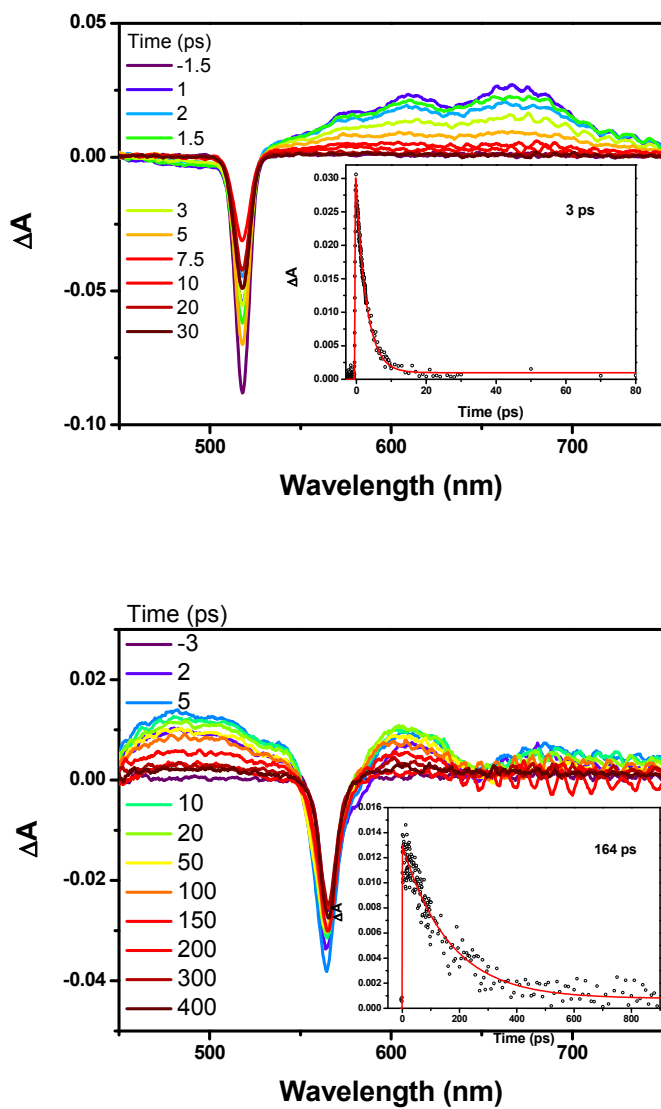 0.05
Time (ps)
-1.5
1
2
1.5
0.00
3
5
7.5
10
20
30
-0.05
-0.10
ΔA
500 600 700
Wavelength (nm)
0.030
0.025
0.020
0.015
0.010
0.005
0.000
3 ps
ΔA
0 20 40 60 80
Time (ps)
Time (ps)
-3
2
5
0.02
0.00
10
20
50
100
150
200
300
400
-0.02
-0.04
ΔA
500 600 700
Wavelength (nm)
0.016
0.014
0.012
0.010
0.008
0.006
0.004
0.002
0.000
164 ps
ΔA
0 200 400 600 800
Time (ps)